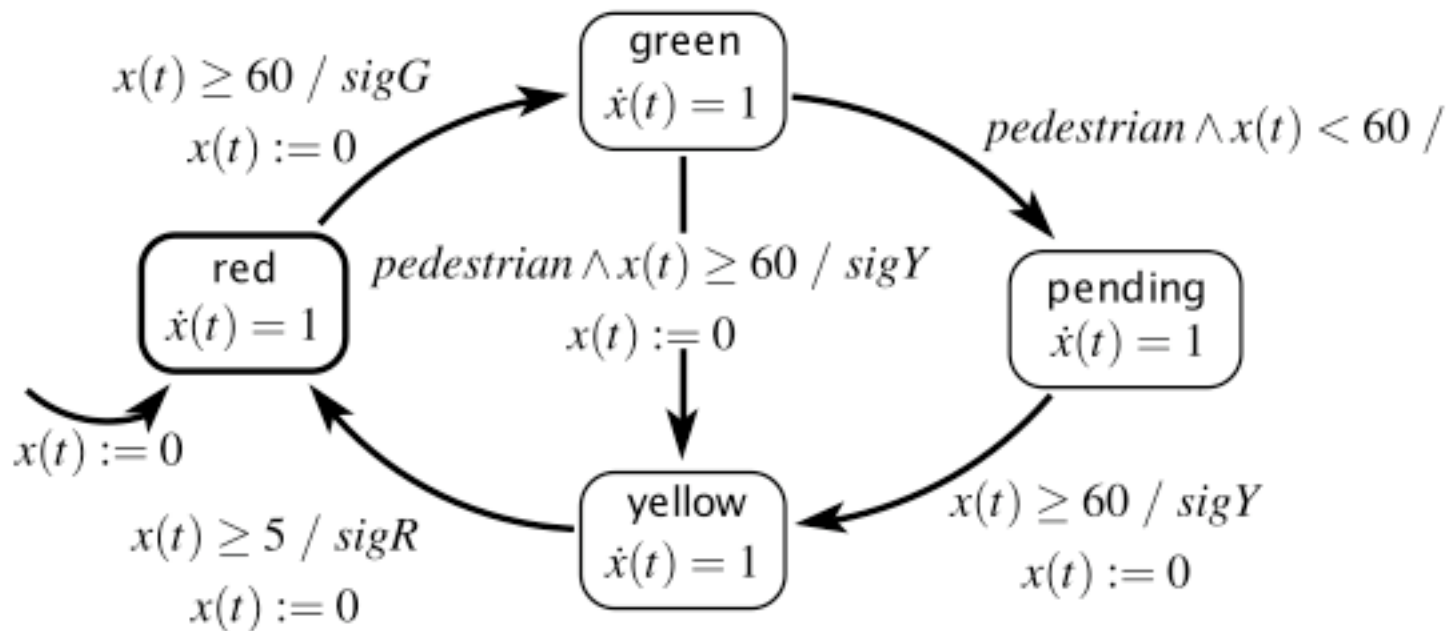 green
ẋ(t) = 1
x(t) ≥ 60 / sigG
x(t) := 0
pedestrian ∧ x(t) < 60 /
red
ẋ(t) = 1
pedestrian ∧ x(t) ≥ 60 / sigY
x(t) := 0
pending
ẋ(t) = 1
x(t) := 0
yellow
ẋ(t) = 1
x(t) ≥ 5 / sigR
x(t) := 0
x(t) ≥ 60 / sigY
x(t) := 0